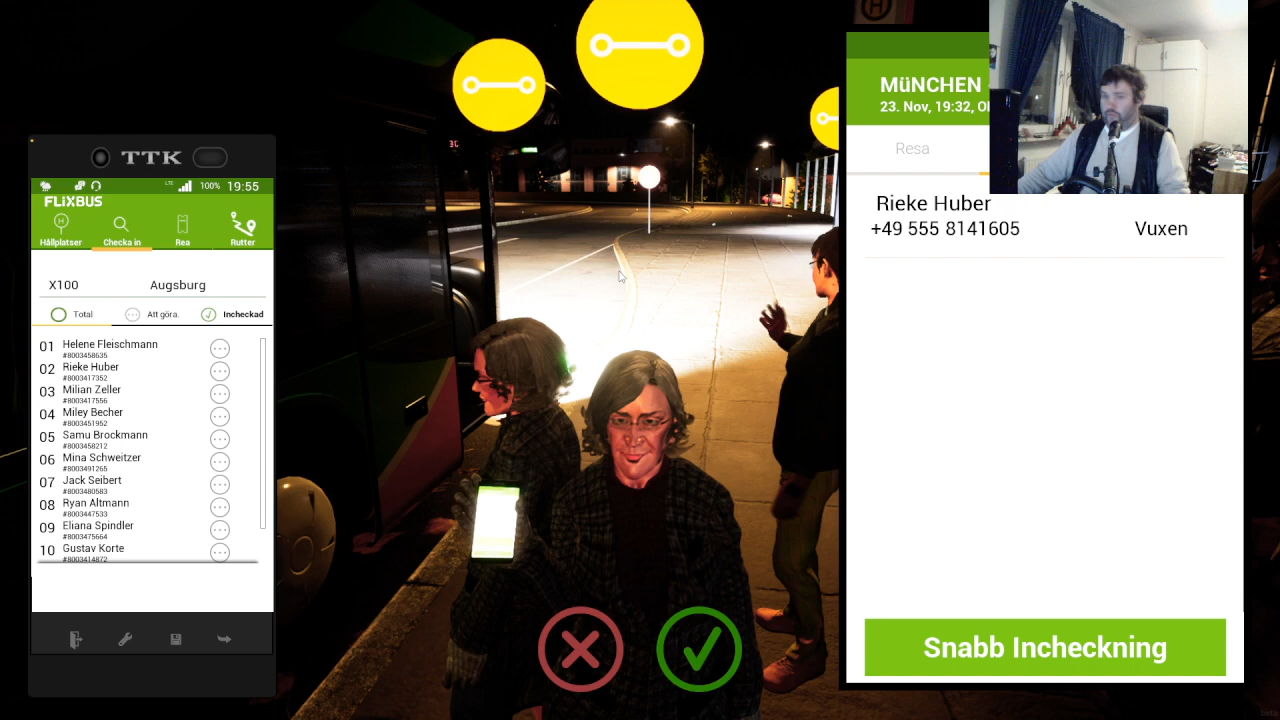 TTK
LTE 100% 19:55
FLiXBUS
Hållplatser Checka in Rea Rutter
X100 Augsburg
Total Att göra. Incheckad
01 Helene Fleischmann
#8003458635
02 Rieke Huber
#8003417352
03 Milian Zeller
#8003417556
04 Miley Becher
#8003451952
05 Samu Brockmann
#8003458212
06 Mina Schweitzer
#8003491265
07 Jack Seibert
#8003480583
08 Ryan Altmann
#8003447533
09 Eliana Spindler
#8003475664
10 Gustav Korte
#8003414872
H
MüNCHEN
23. Nov, 19:32,
Resa
Rieke Huber
+49 555 8141605 Vuxen
Snabb Incheckning